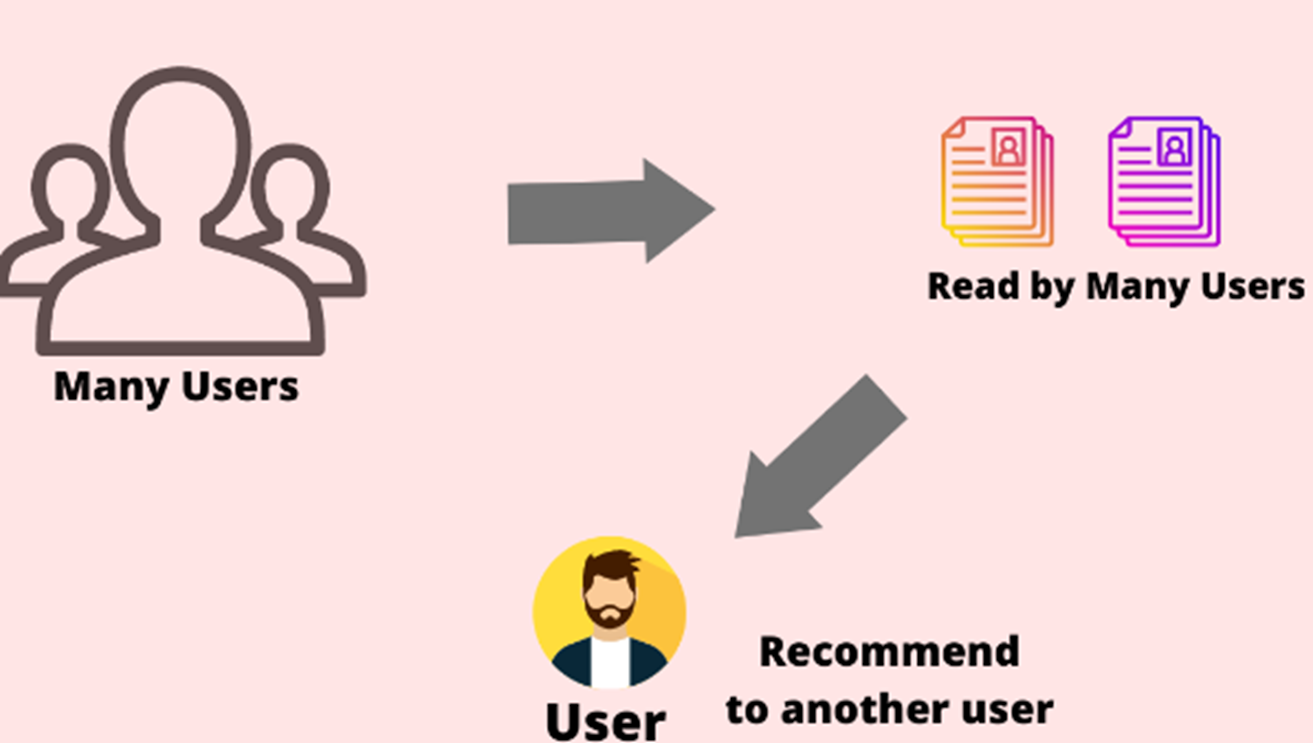 Read by Many Users
Many Users
Recommend
to another user
User